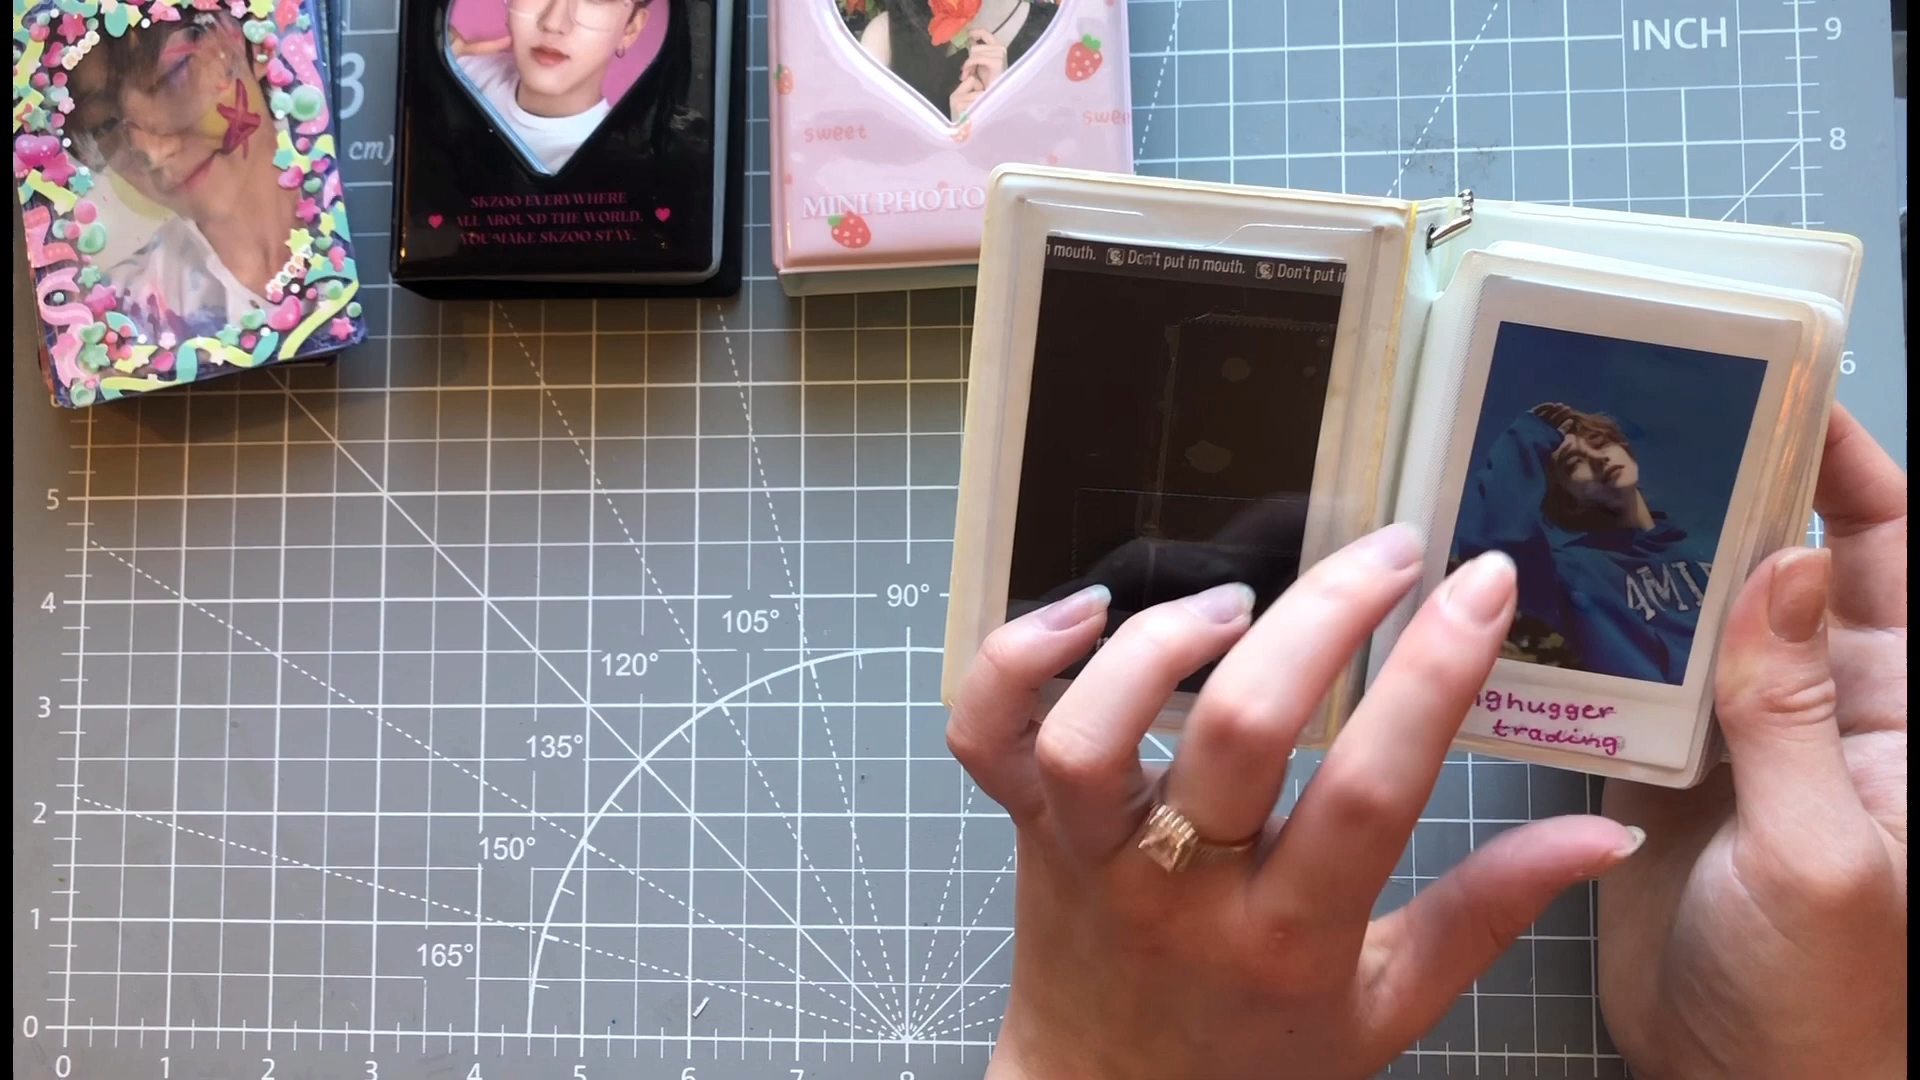 INCH
9
8
6
3
cm)
SKZOO EVERYWHERE
ALL AROUND THE WORLD.
YOU MAKE SKZOO STAY.
sweet
swee
MINI PHOTO
mouth. Don't put in mouth. Don't put in
AMI
ghugger
trading
5
4
3
2
1
0
90°
105°
120°
135°
150°
165°
0 1 2 3 4 5 6 7 8